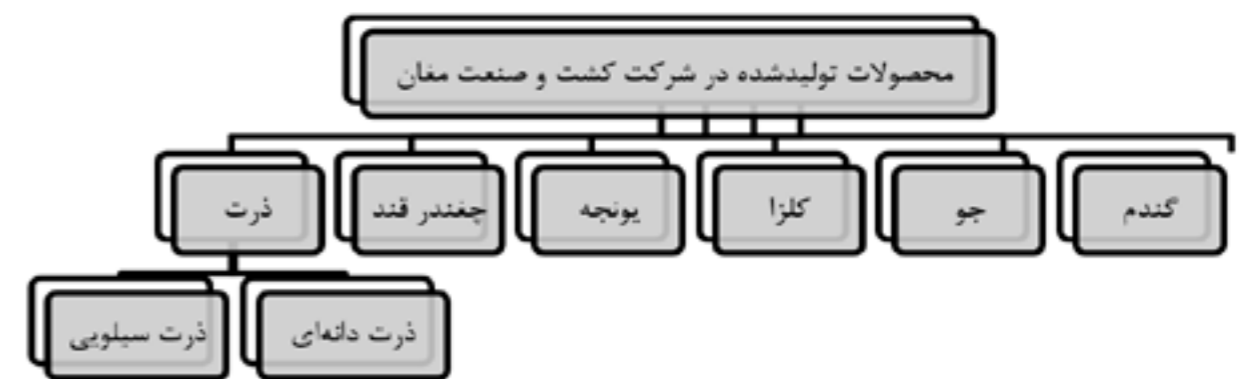 محصولات تولیدشده در شرکت کشت و صنعت مغان
گندم
جو
کلزا
یونجه
چغندر قند
ذرت
ذرت دانه‌ای
ذرت سیلویی